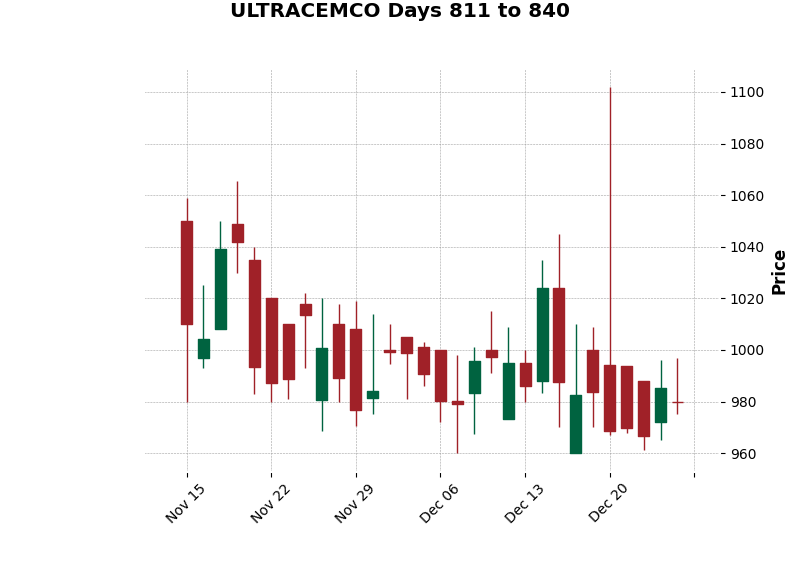 ULTRACEMCO Days 811 to 840
1100
1080
1060
1040
1020
1000
980
960
Price
Nov 15
Nov 22
Nov 29
Dec 06
Dec 13
Dec 20